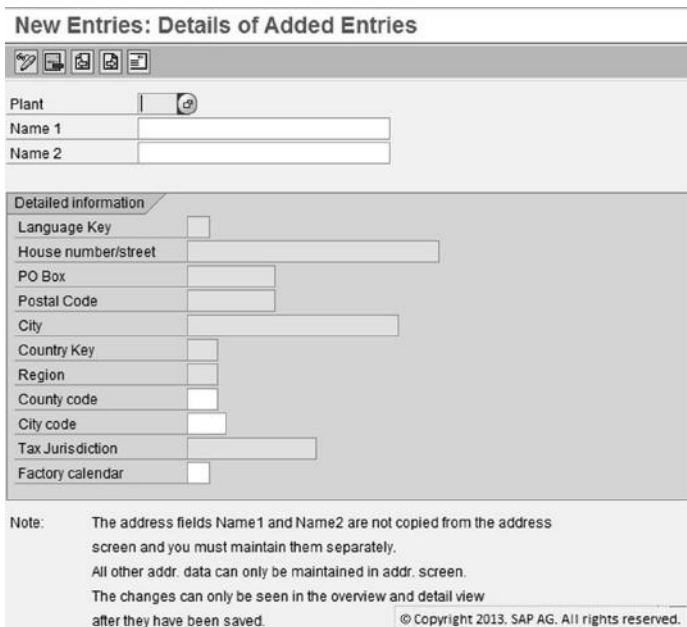 New Entries: Details of Added Entries
Plant
Name 1
Name 2
Detailed information
Language Key
House number/street
PO Box
Postal Code
City
Country Key
Region
County code
City code
Tax Jurisdiction
Factory calendar
Note: The address fields Name1 and Name2 are not copied from the address
screen and you must maintain them separately.
All other addr. data can only be maintained in addr. screen.
The changes can only be seen in the overview and detail view
after they have been saved.
© Copyright 2013. SAP AG. All rights reserved.